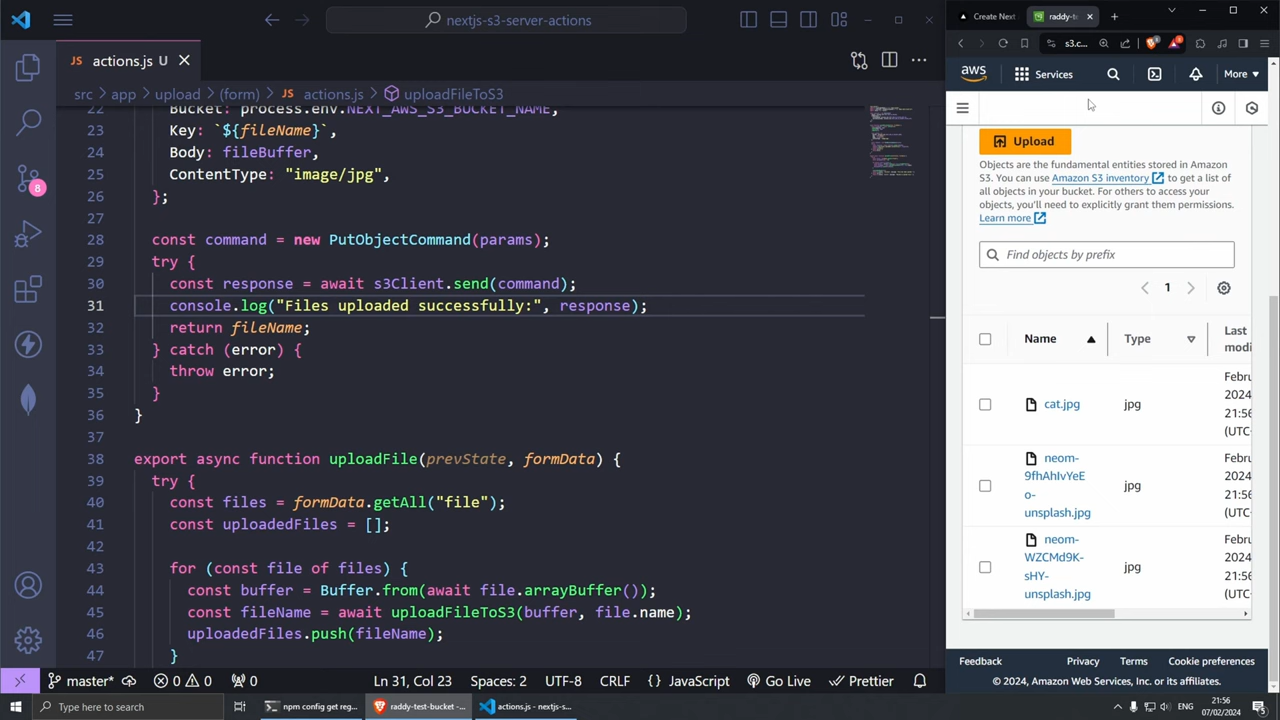 nextjs-s3-server-actions
actions.js U
src > app > upload > (form) > actions.js > uploadFileToS3
22 Bucket: process.env.NEXT_AWS_S3_BUCKET_NAME,
23 Key: `${fileName}`,
24 Body: fileBuffer,
25 ContentType: "image/jpg",
26 };
27
28 const command = new PutObjectCommand(params);
29 try {
30 const response = await s3Client.send(command);
31 console.log("Files uploaded successfully:", response);
32 return fileName;
33 } catch (error) {
34 throw error;
35 }
36 }
37
38 export async function uploadFile(prevState, formData) {
39 try {
40 const files = formData.getAll("file");
41 const uploadedFiles = [];
42
43 for (const file of files) {
44 const buffer = Buffer.from(await file.arrayBuffer());
45 const fileName = await uploadFileToS3(buffer, file.name);
46 uploadedFiles.push(fileName);
47 }
8
master* 0 0 0 Ln 31, Col 23 Spaces: 2 UTF-8 CRLF {} JavaScript Go Live Prettier
Create Next
raddy-te
s3.c...
aws Services More
Upload
Objects are the fundamental entities stored in Amazon
S3. You can use Amazon S3 inventory to get a list of
all objects in your bucket. For others to access your
objects, you'll need to explicitly grant them permissions.
Learn more
Find objects by prefix
1
Name Type Last
modi
cat.jpg jpg Febru
2024
21:56
(UTC
neom-
9fhAhIvYeE
o-
unsplash.jpg
jpg
Febru
2024
21:56
(UTC
neom-
WZCMd9K-
sHY-
unsplash.jpg
jpg
Febru
2024
21:56
(UTC
Feedback Privacy Terms Cookie preferences
© 2024, Amazon Web Services, Inc. or its affiliates.
Type here to search
npm config get reg...
raddy-test-bucket -...
actions.js - nextjs-s...
ENG
21:56
07/02/2024
5